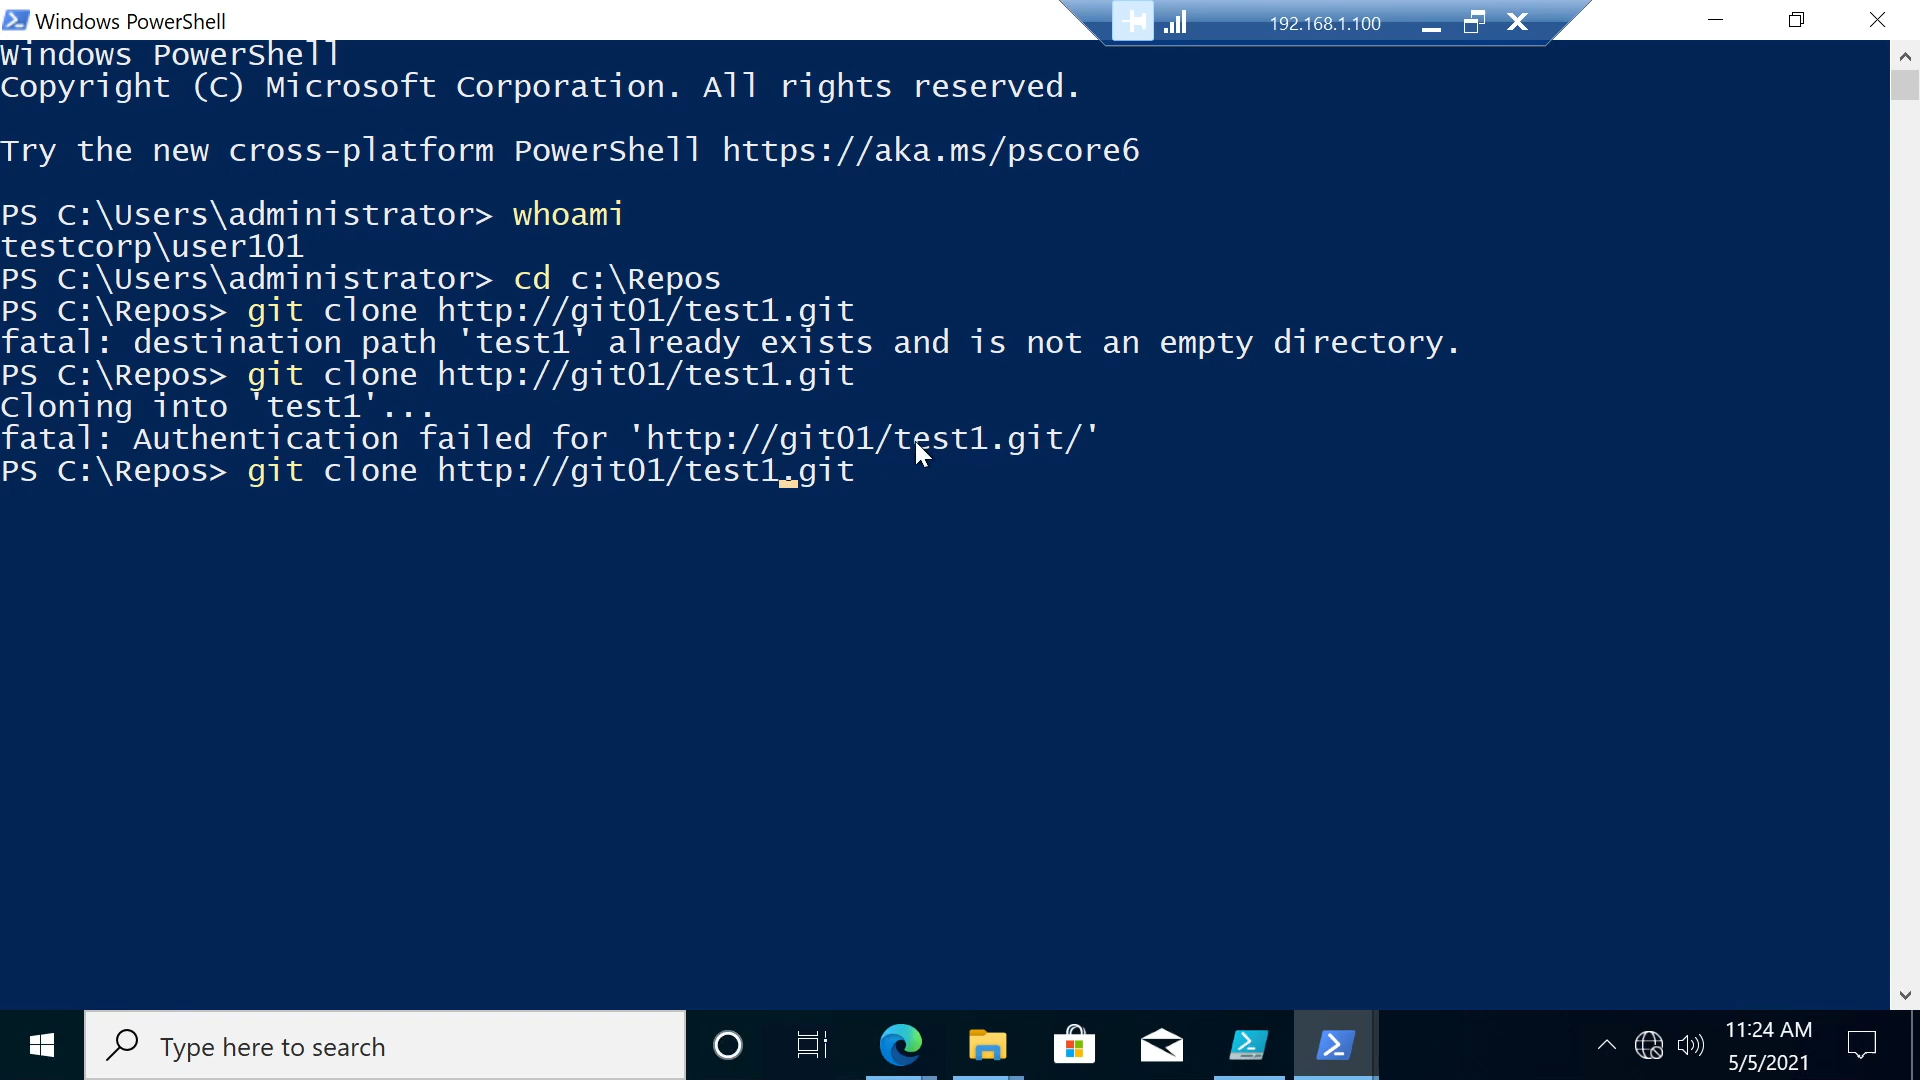 Windows PowerShell
192.168.1.100
Windows PowerShell
Copyright (C) Microsoft Corporation. All rights reserved.
Try the new cross-platform PowerShell https://aka.ms/pscore6
PS C:\Users\administrator> whoami
testcorp\user101
PS C:\Users\administrator> cd c:\Repos
PS C:\Repos> git clone http://git01/test1.git
fatal: destination path 'test1' already exists and is not an empty directory.
PS C:\Repos> git clone http://git01/test1.git
Cloning into 'test1'...
fatal: Authentication failed for 'http://git01/test1.git/'
PS C:\Repos> git clone http://git01/test1.git
Type here to search
11:24 AM
5/5/2021